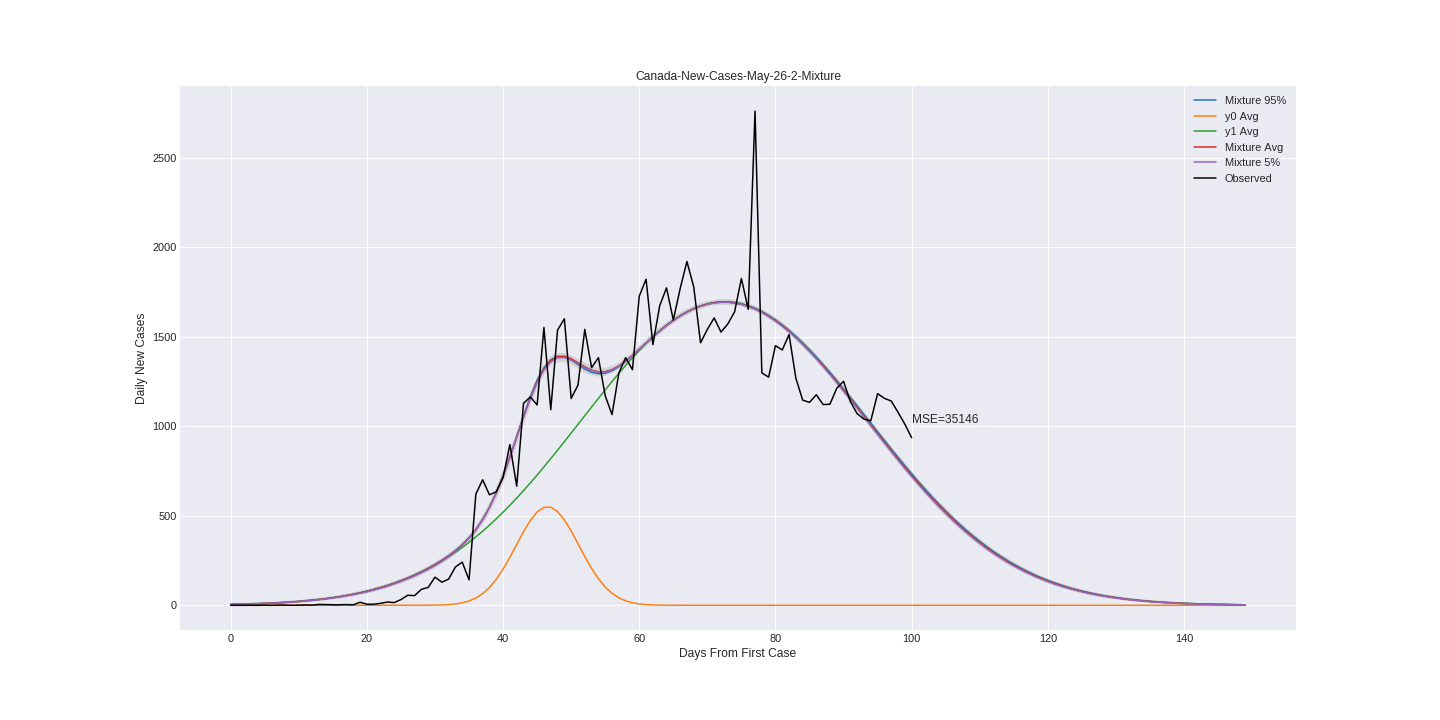 Canada-New-Cases-May-26-2-Mixture
Mixture 95%
y0 Avg
y1 Avg
Mixture Avg
Mixture 5%
Observed
2500
2000
1500
1000
500
0
Daily New Cases
MSE=35146
0 20 40 60 80 100 120 140
Days From First Case